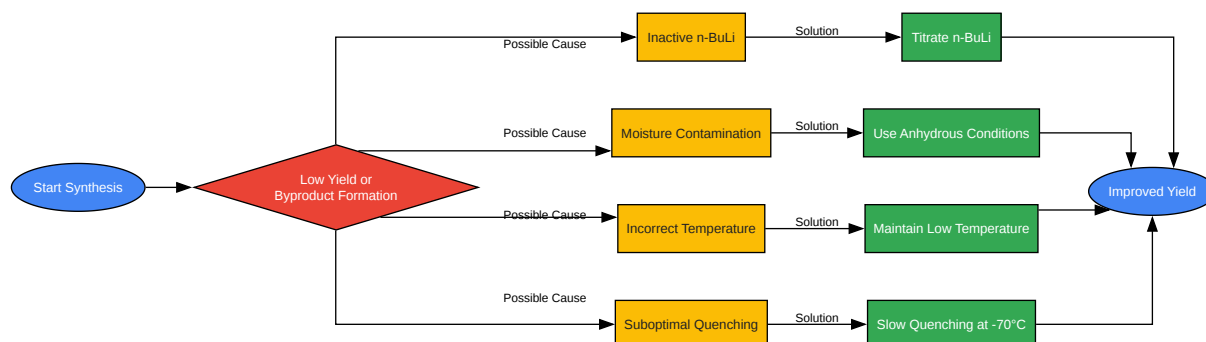 Possible Cause
Inactive n-BuLi
Solution
Titrate n-BuLi
Possible Cause
Moisture Contamination
Solution
Use Anhydrous Conditions
Start Synthesis
Low Yield or
Byproduct Formation
Improved Yield
Possible Cause
Incorrect Temperature
Solution
Maintain Low Temperature
Possible Cause
Suboptimal Quenching
Solution
Slow Quenching at -70°C